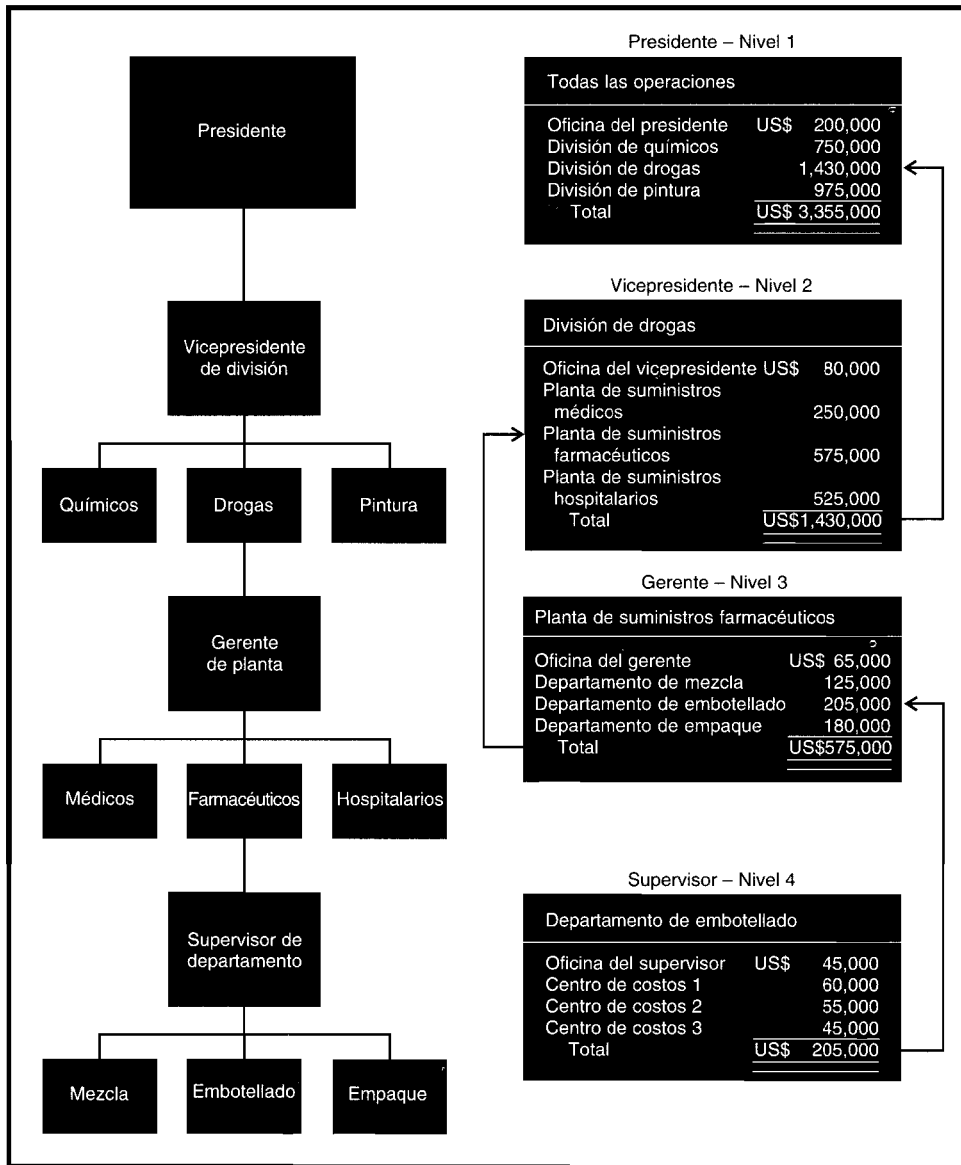 Presidente
Vicepresidente
de división
Químicos
Drogas
Pintura
Gerente
de planta
Médicos
Farmacéuticos
Hospitalarios
Supervisor de
departamento
Mezcla
Embotellado
Empaque
Presidente – Nivel 1
Todas las operaciones
Oficina del presidente US$ 200,000
División de químicos 750,000
División de drogas 1,430,000
División de pintura 975,000
Total US$ 3,355,000
Vicepresidente – Nivel 2
División de drogas
Oficina del vicepresidente US$ 80,000
Planta de suministros
médicos 250,000
Planta de suministros
farmacéuticos 575,000
Planta de suministros
hospitalarios 525,000
Total US$1,430,000
Gerente – Nivel 3
Planta de suministros farmacéuticos
Oficina del gerente US$ 65,000
Departamento de mezcla 125,000
Departamento de embotellado 205,000
Departamento de empaque 180,000
Total US$575,000
Supervisor – Nivel 4
Departamento de embotellado
Oficina del supervisor US$ 45,000
Centro de costos 1 60,000
Centro de costos 2 55,000
Centro de costos 3 45,000
Total US$ 205,000